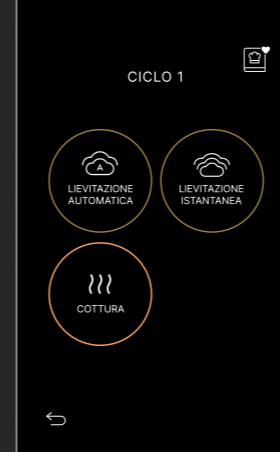 CICLO 1
A
LIEVITAZIONE
AUTOMATICA
LIEVITAZIONE
ISTANTANEA
COTTURA